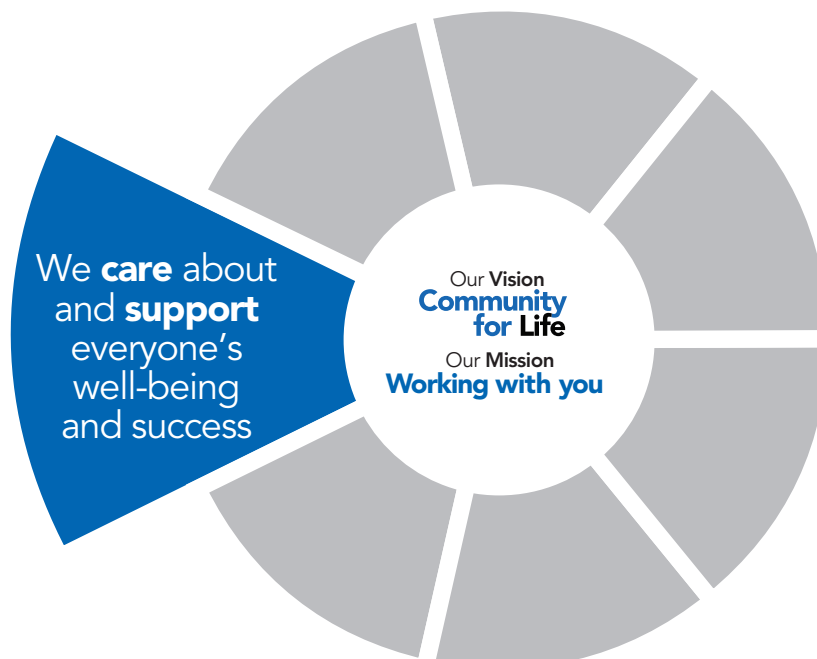 We care about
and support
everyone's
well-being
and success
Our Vision
Community
for Life
Our Mission
Working with you